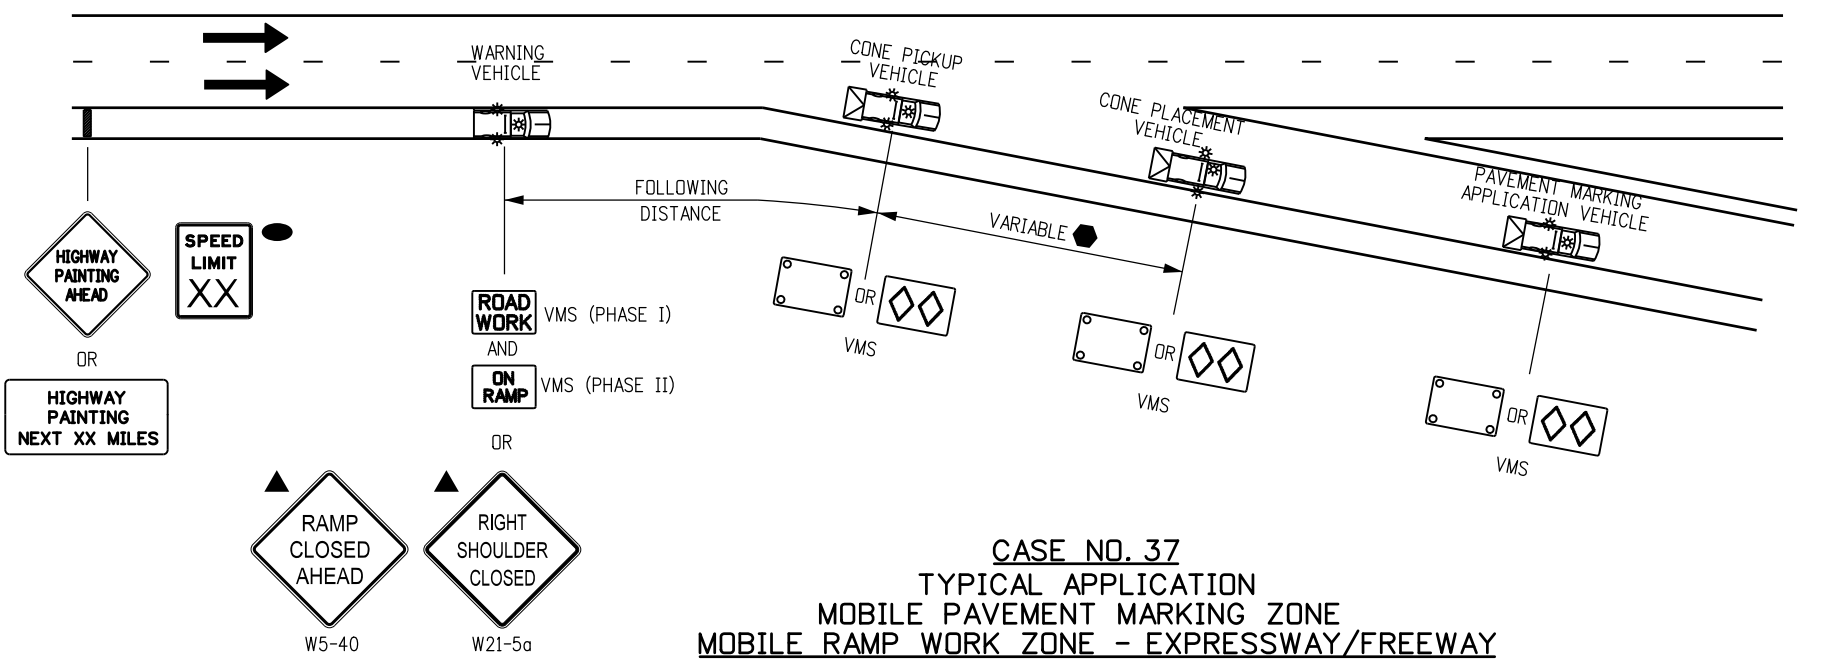 WARNING
VEHICLE
CONE PICKUP
VEHICLE
CONE PLACEMENT
VEHICLE
PAVEMENT MARKING
APPLICATION VEHICLE
FOLLOWING
DISTANCE
VARIABLE
HIGHWAY
PAINTING
AHEAD
OR
HIGHWAY
PAINTING
NEXT XX MILES
SPEED
LIMIT
XX
ROAD
WORK
VMS (PHASE I)
AND
ON
RAMP
VMS (PHASE II)
OR
RAMP
CLOSED
AHEAD
W5-40
RIGHT
SHOULDER
CLOSED
W21-5a
OR
VMS
OR
VMS
OR
VMS
CASE NO. 37
TYPICAL APPLICATION
MOBILE PAVEMENT MARKING ZONE
MOBILE RAMP WORK ZONE - EXPRESSWAY/FREEWAY